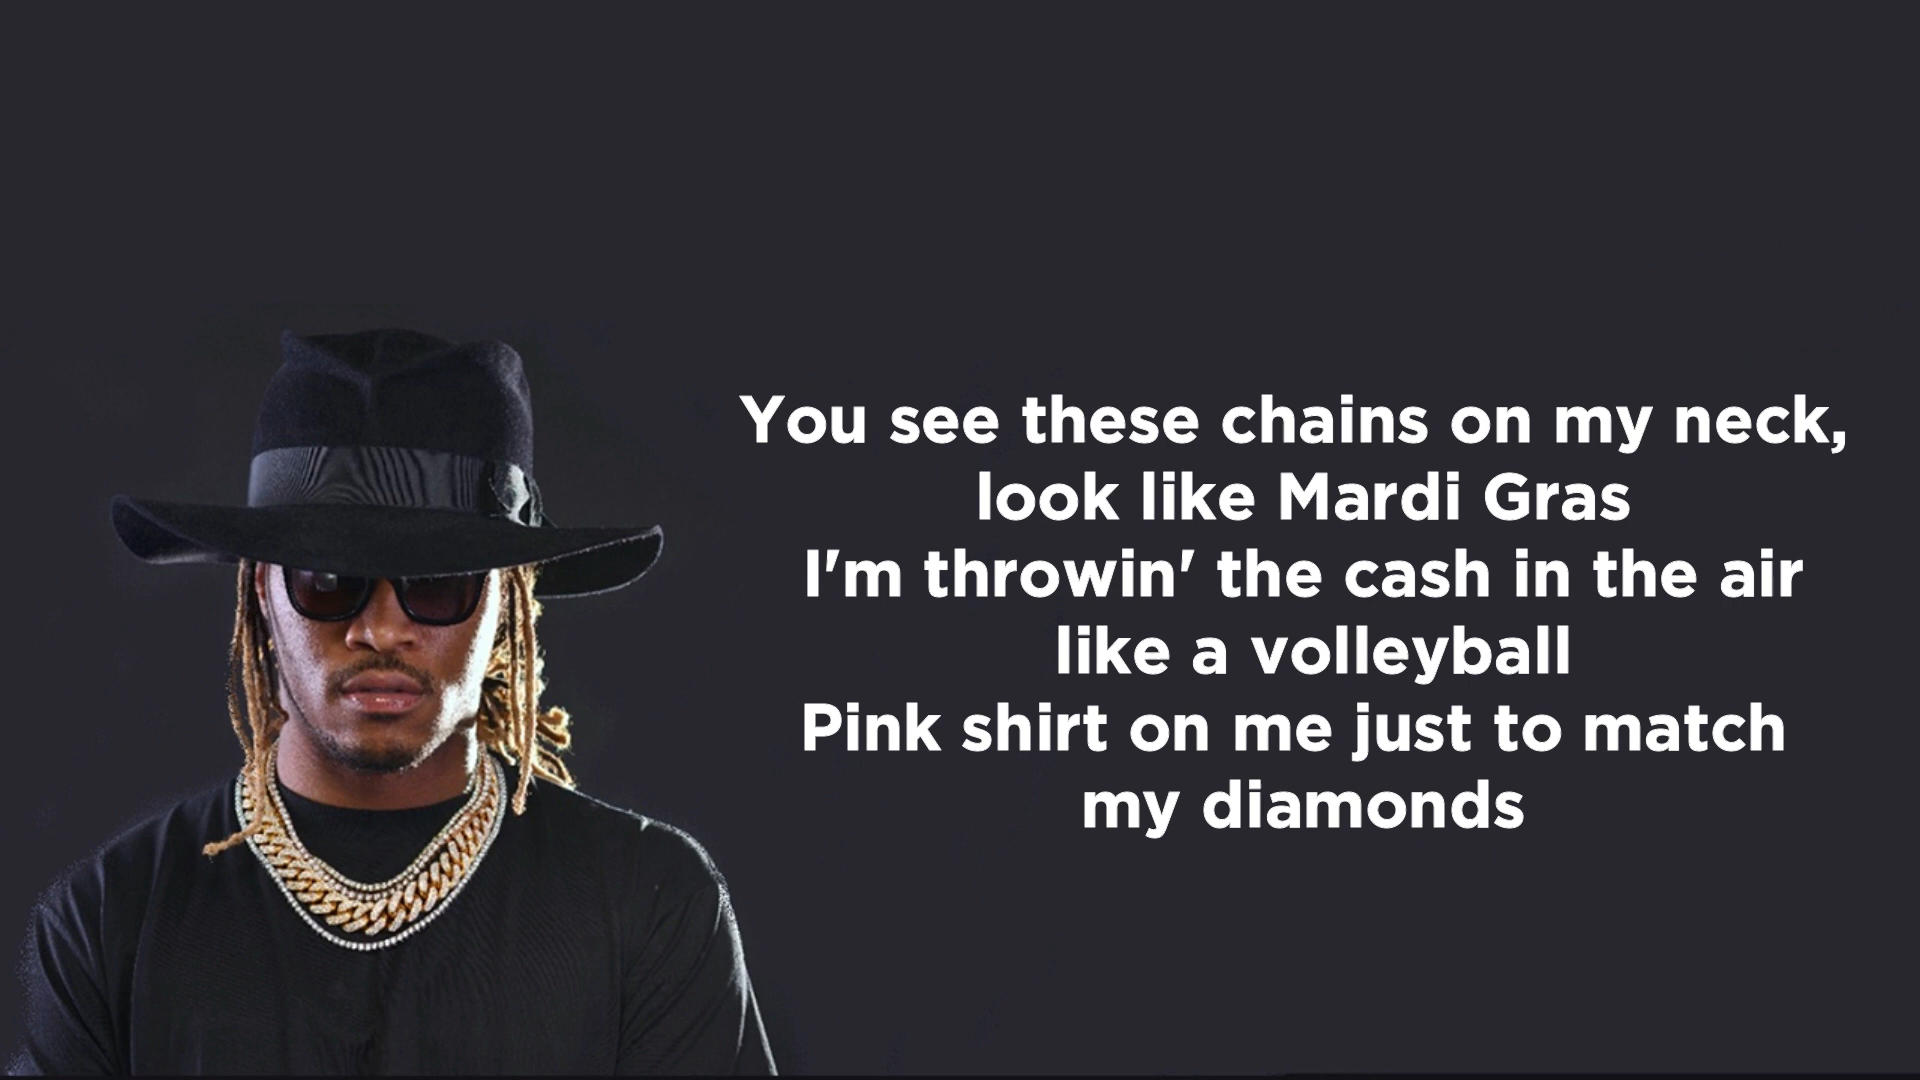 You see these chains on my neck,
look like Mardi Gras
I'm throwin' the cash in the air
like a volleyball
Pink shirt on me just to match
my diamonds